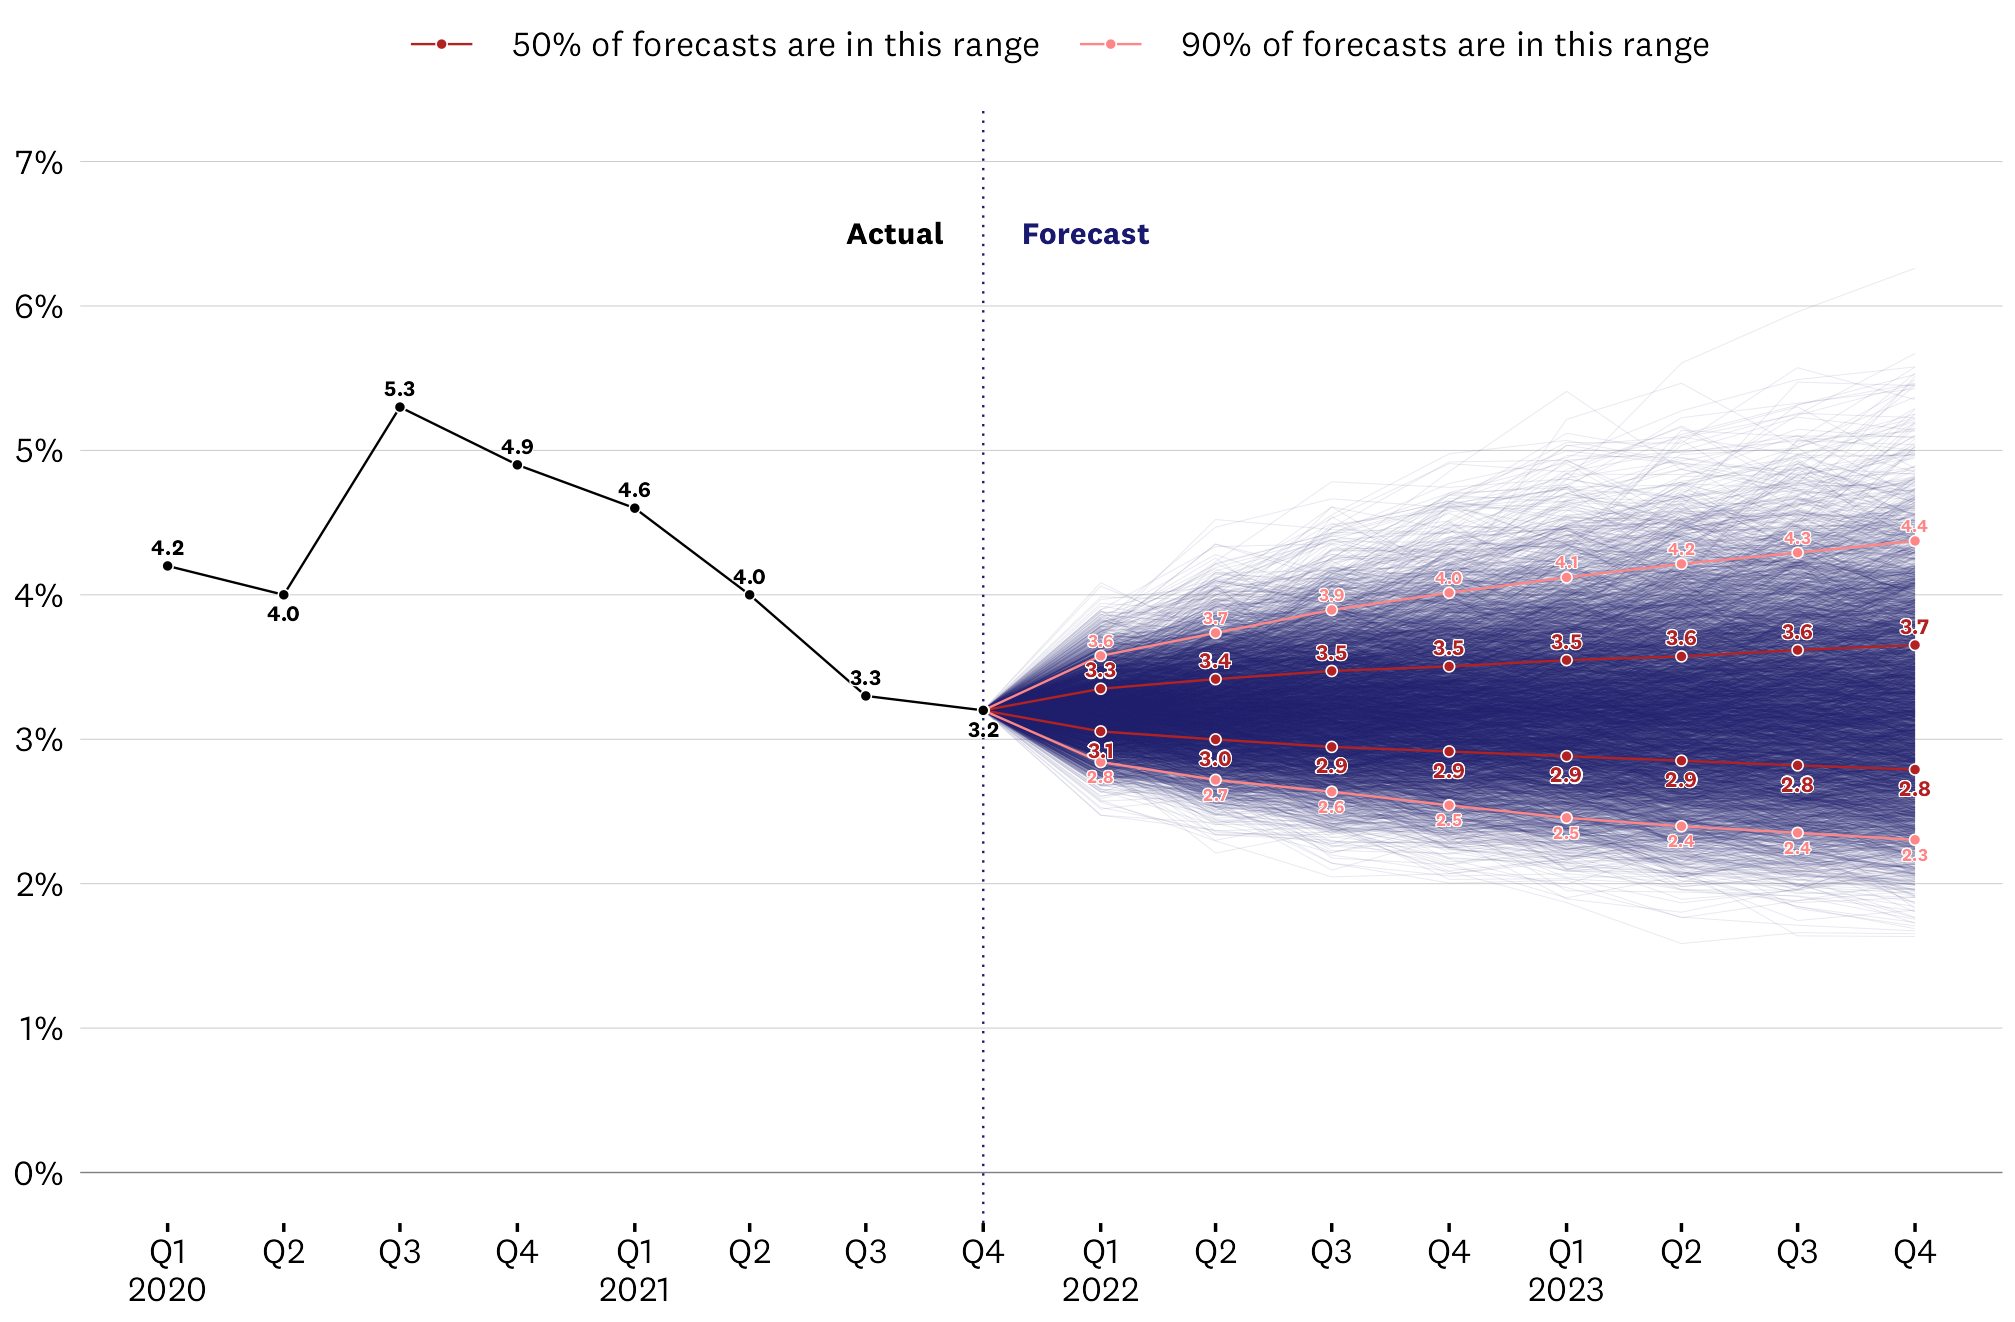 50% of forecasts are in this range 90% of forecasts are in this range
7%
Actual Forecast
6%
5.3
5%
4.9
4.6
4.2
4.0
4.0
4%
3.3
3.2
3%
3.6 3.7 3.9 4.0 4.1 4.2 4.3 4.4
3.3 3.4 3.5 3.5 3.5 3.6 3.6 3.7
3.1 3.0 2.9 2.9 2.9 2.9 2.8 2.8
2.8 2.7 2.6 2.5 2.5 2.4 2.4 2.3
2%
1%
0%
Q1 Q2 Q3 Q4 Q1 Q2 Q3 Q4 Q1 Q2 Q3 Q4 Q1 Q2 Q3 Q4
2020 2021 2022 2023